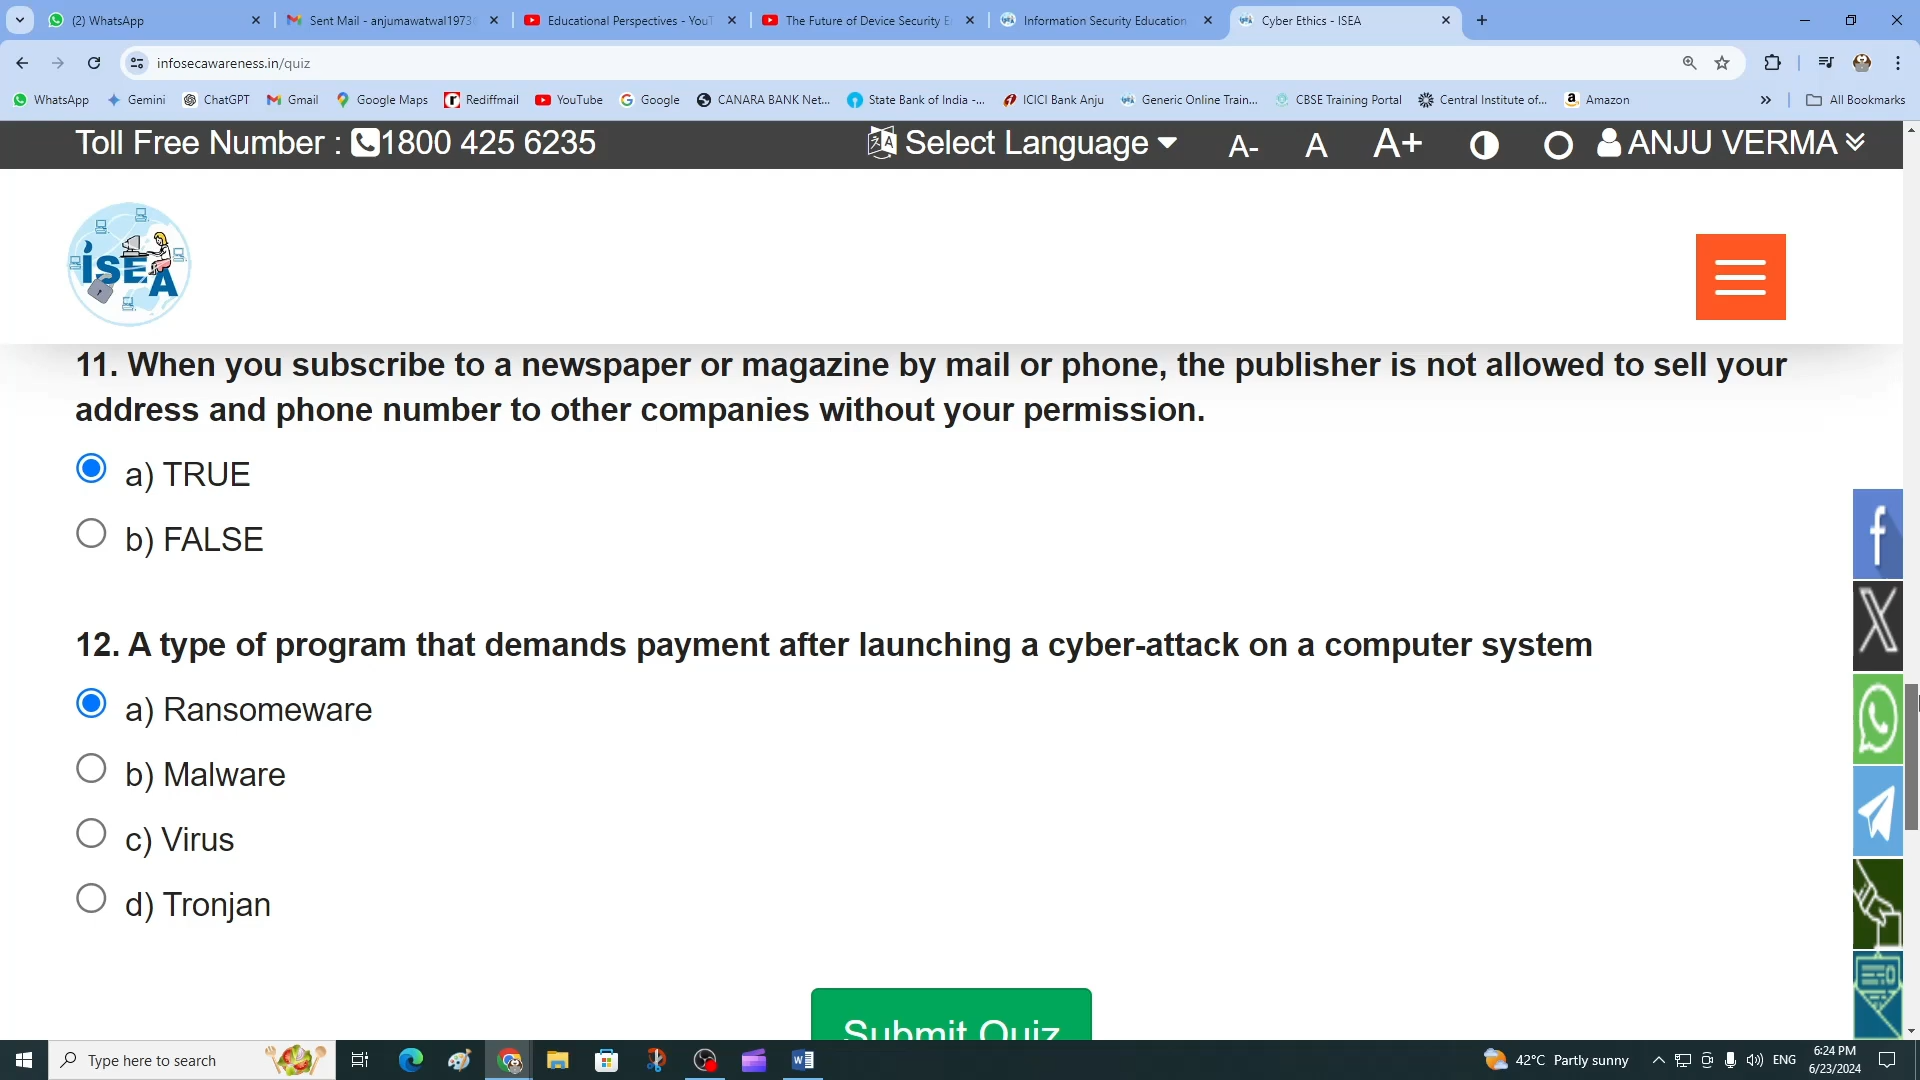 (2) WhatsApp
Sent Mail - anjumawatwal1973
Educational Perspectives - YouT
The Future of Device Security E
Information Security Education
Cyber Ethics - ISEA
infosecawareness.in/quiz
WhatsApp Gemini ChatGPT Gmail Google Maps Rediffmail YouTube Google CANARA BANK Net... State Bank of India -... ICICI Bank Anju Generic Online Train... CBSE Training Portal Central Institute of... Amazon » All Bookmarks
Toll Free Number : 1800 425 6235 Select Language A- A A+ ANJU VERMA
ISEA
11. When you subscribe to a newspaper or magazine by mail or phone, the publisher is not allowed to sell your
address and phone number to other companies without your permission.
a) TRUE
b) FALSE
12. A type of program that demands payment after launching a cyber-attack on a computer system
a) Ransomeware
b) Malware
c) Virus
d) Tronjan
Submit Quiz
Type here to search
42°C Partly sunny
ENG
6:24 PM
6/23/2024